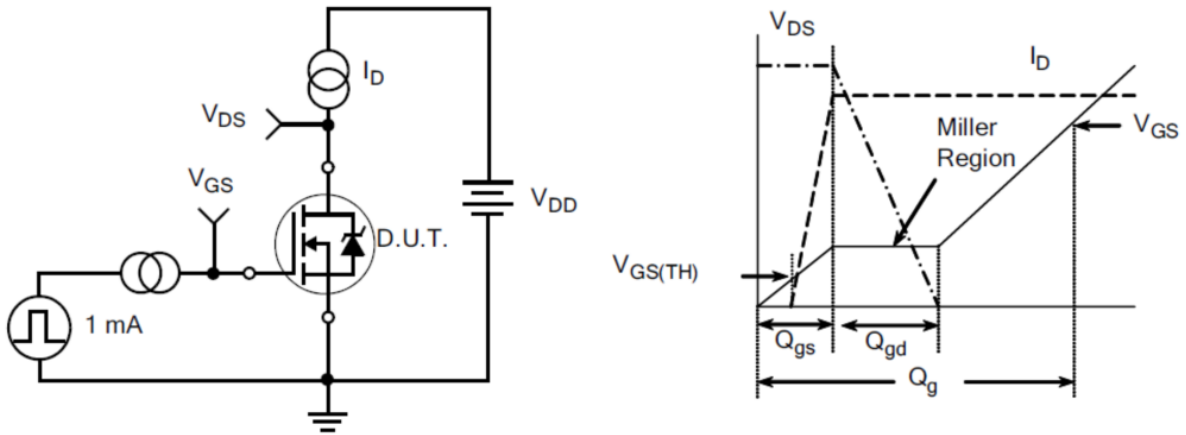 I_D
V_DS
V_GS
V_DD
D.U.T.
1 mA
V_DS
I_D
Miller
Region
V_GS
V_GS(TH)
Q_gs
Q_gd
Q_g